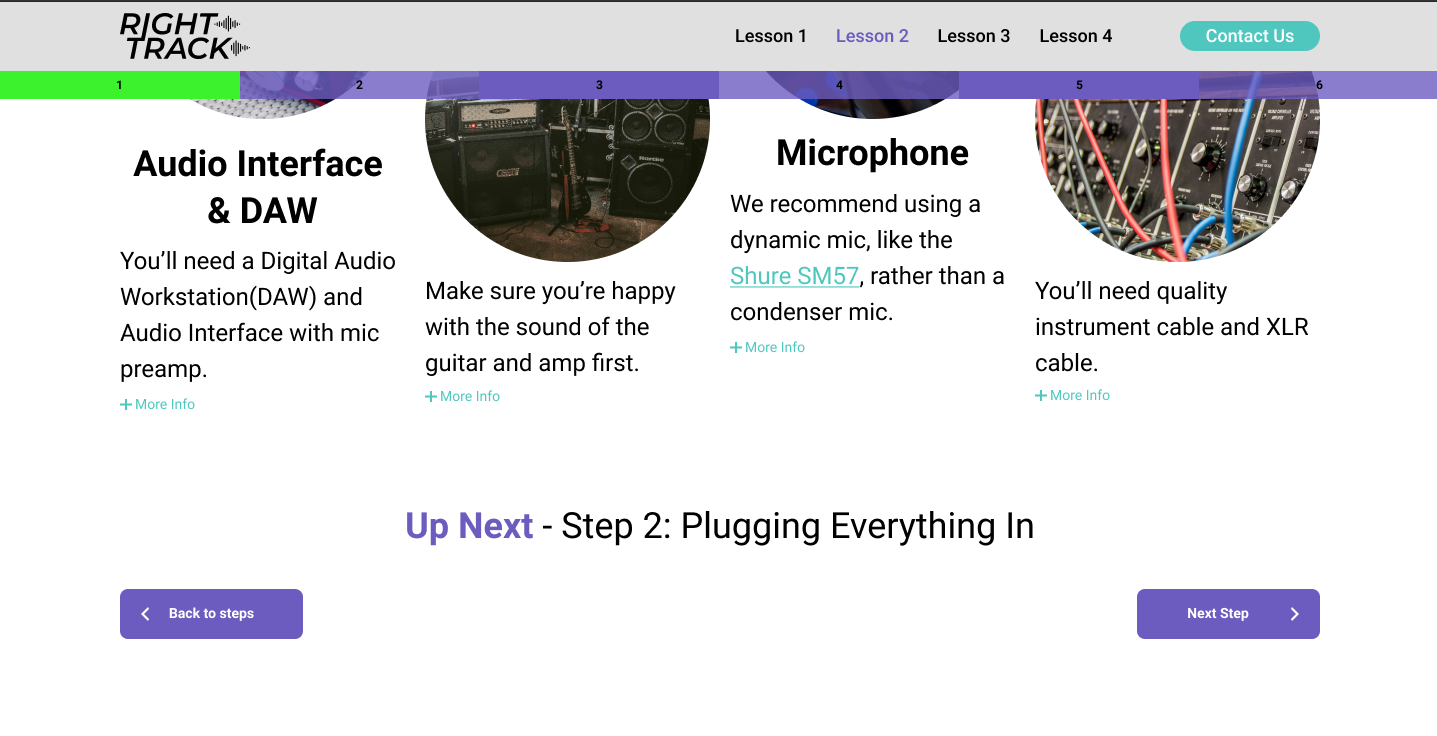 RIGHT
TRACK
Lesson 1
Lesson 2
Lesson 3
Lesson 4
Contact Us
1
2
3
4
5
6
Audio Interface
& DAW
You’ll need a Digital Audio
Workstation(DAW) and
Audio Interface with mic
preamp.
More Info
Make sure you’re happy
with the sound of the
guitar and amp first.
More Info
Microphone
We recommend using a
dynamic mic, like the
Shure SM57, rather than a
condenser mic.
More Info
You’ll need quality
instrument cable and XLR
cable.
More Info
Up Next - Step 2: Plugging Everything In
Back to steps
Next Step